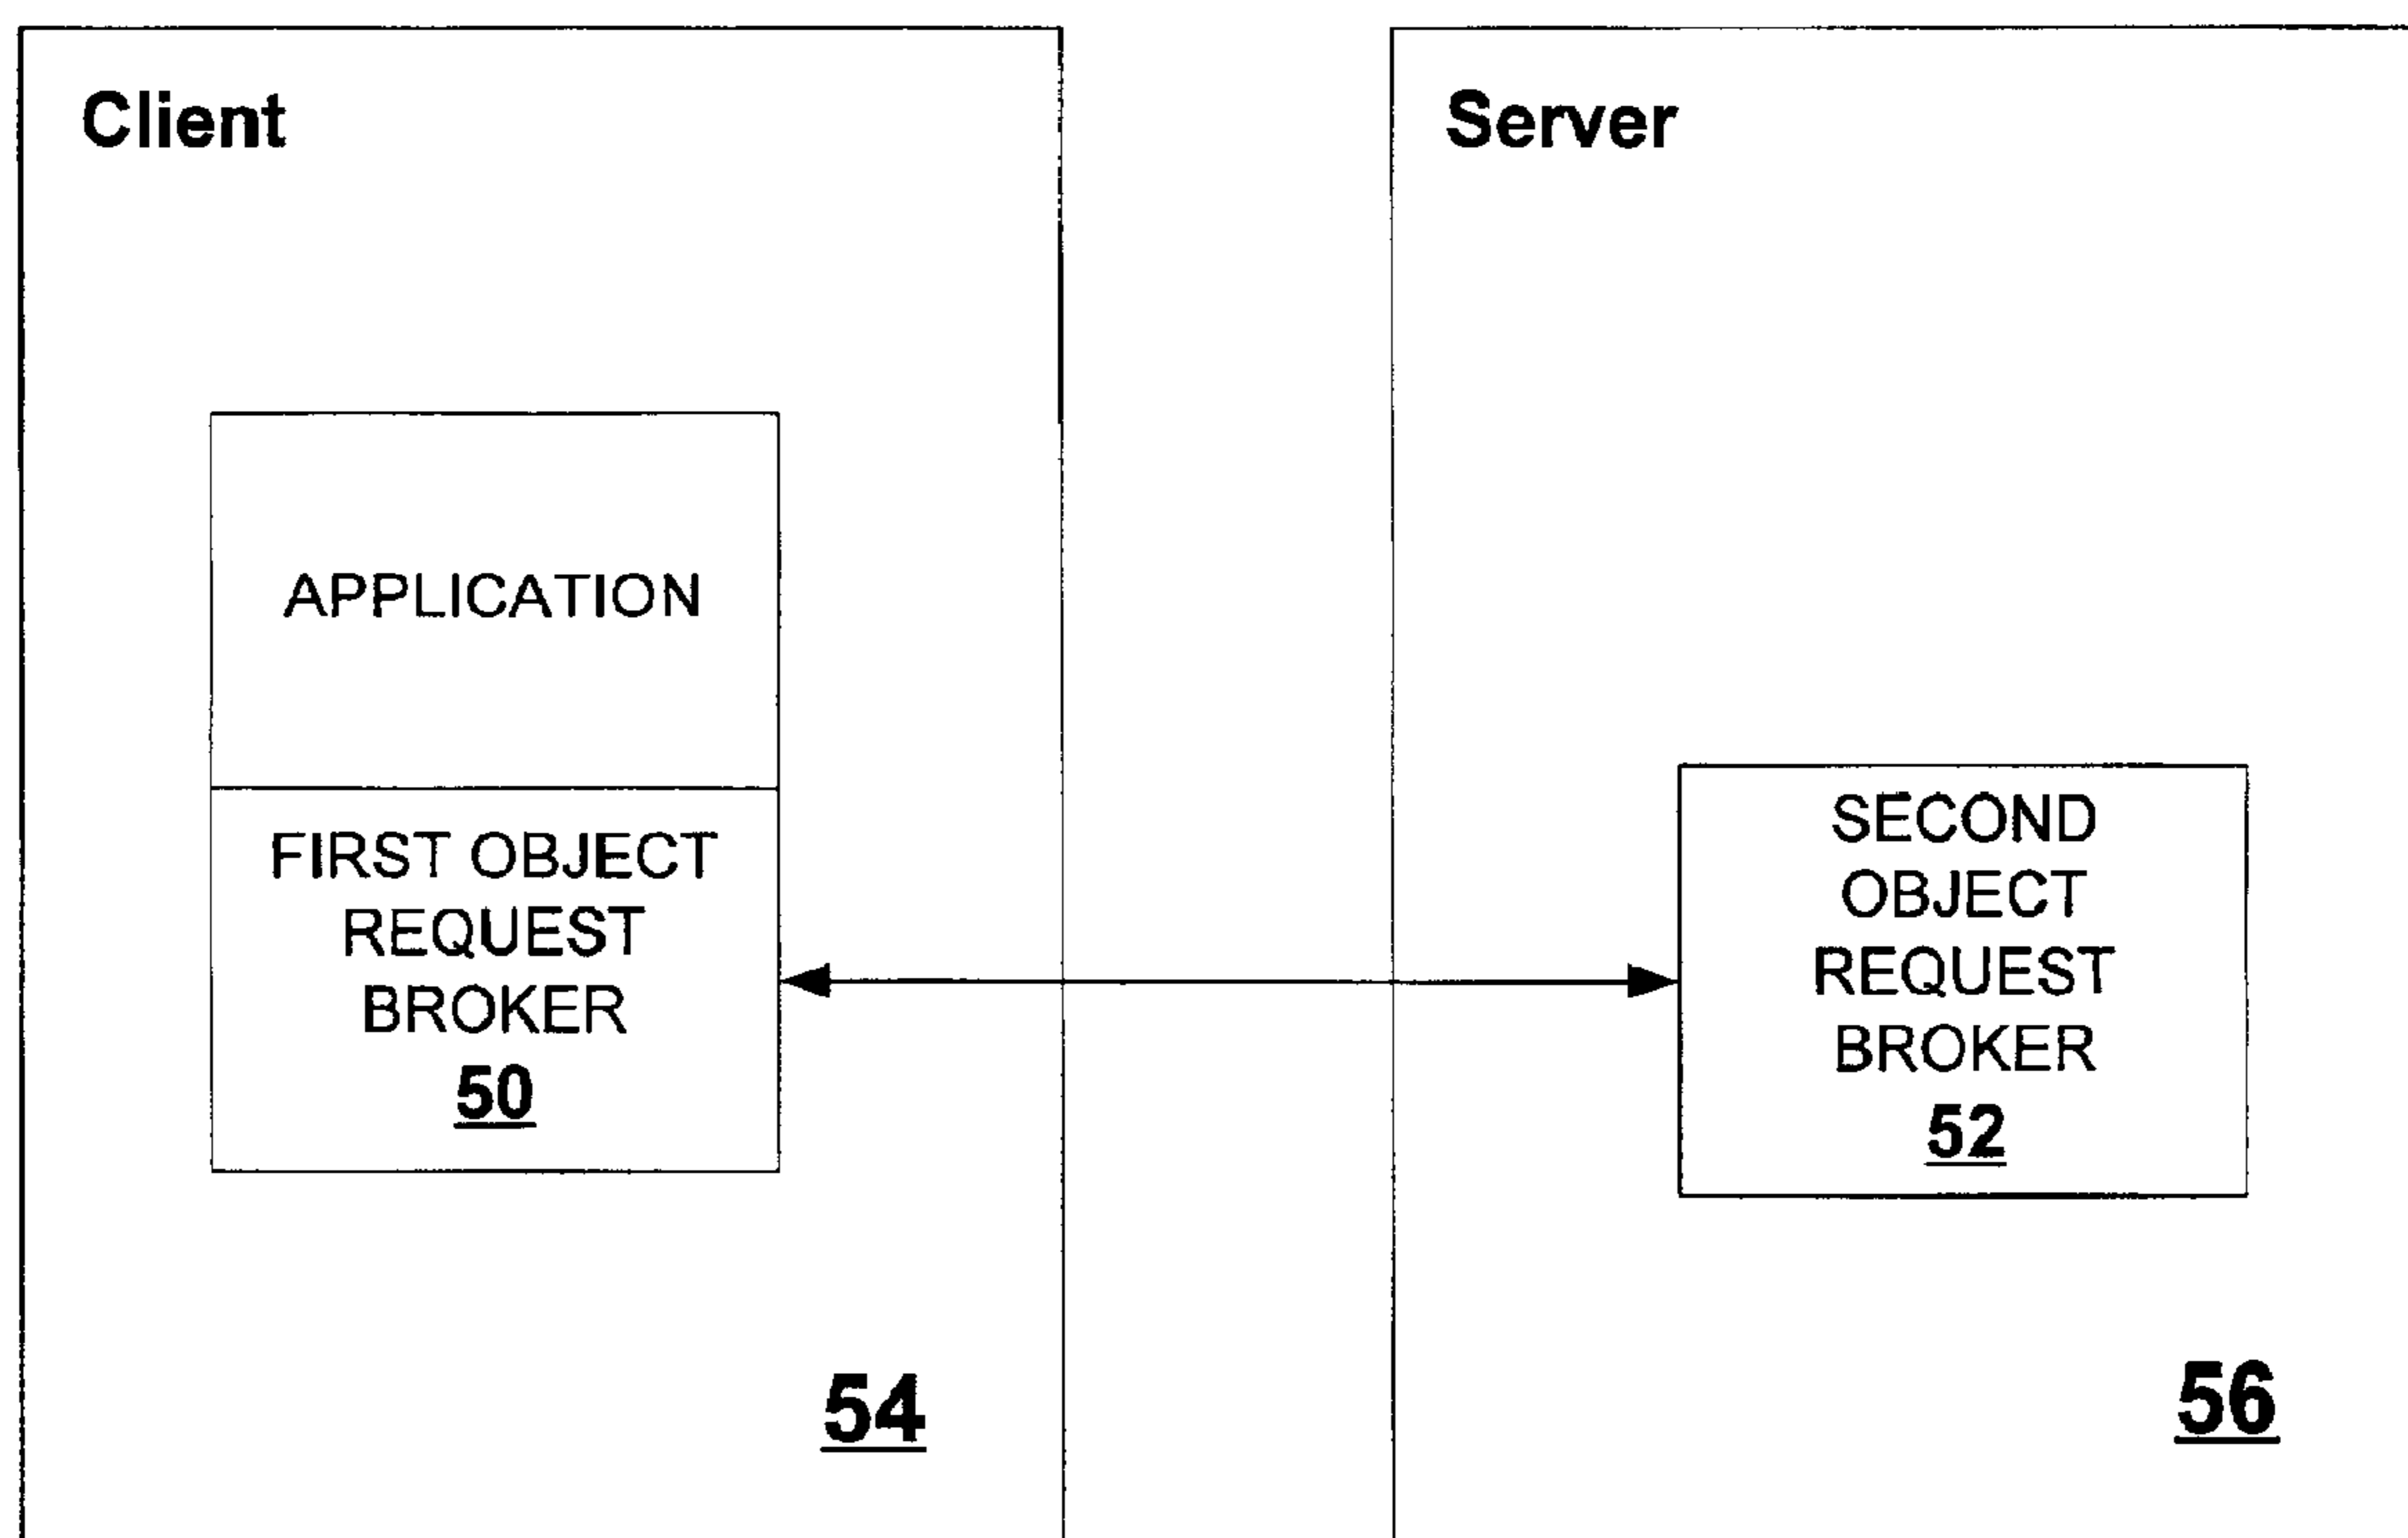 Client
APPLICATION
FIRST OBJECT
REQUEST
BROKER
50
54
Server
SECOND
OBJECT
REQUEST
BROKER
52
56